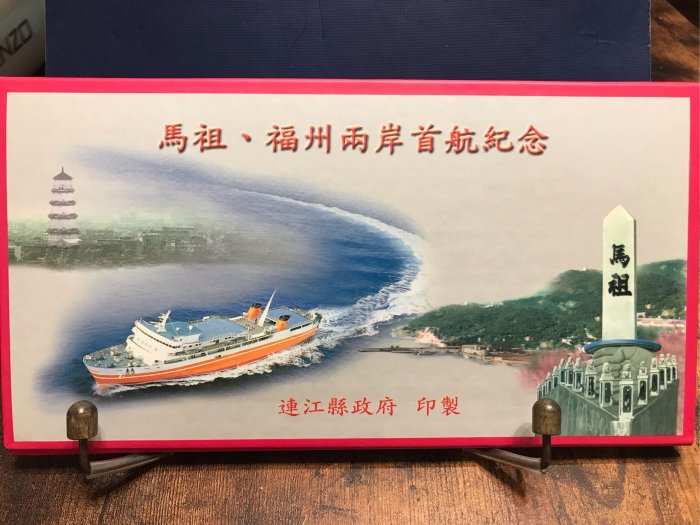 馬祖、福州兩岸首航紀念
馬祖
連江縣政府 印製